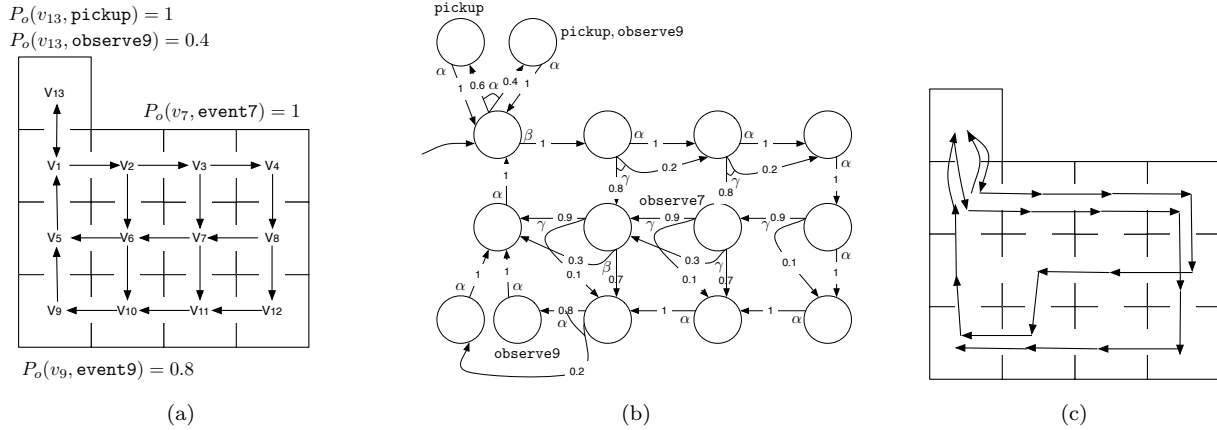 P_o(v_13, pickup) = 1
P_o(v_13, observe9) = 0.4
V13
P_o(v_7, event7) = 1
V1 V2 V3 V4
V5 V6 V7 V8
V9 V10 V11 V12
P_o(v_9, event9) = 0.8
(a)
pickup
pickup, observe9
α α α
1 0.6 0.4 1
β 1 α 1 α 1
0.2 0.2 α
1 0.8 γ 0.8 γ 1
α observe7
0.9 0.9 0.9
γ γ γ
0.3 0.3 0.1 α
0.1 β 0.1 γ
1 1 0.7 0.7 1
α α
0.8 1 1
α α α
observe9
0.2
(b)
(c)